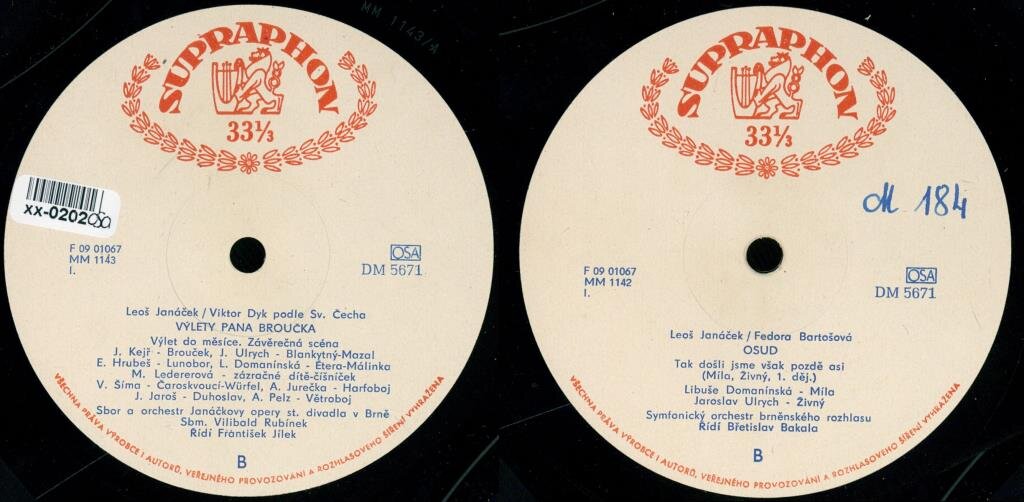 MM 1143/A
SUPRAPHON
33⅓
xx-0202
F 09 01067
MM 1143
I.
OSA
DM 5671
Leoš Janáček/Viktor Dyk podle Sv. Čecha
VÝLETY PANA BROUČKA
Výlet do měsíce. Závěrečná scéna
J. Kejř - Brouček, J. Ulrych - Blankytný-Mazal
E. Hrubeš - Lunobor, L. Domanínská - Etera-Málinka
M. Ledererová - zázračné dítě-číšníček
V. Šíma - Čaroskvoucí-Würfel, A. Jurečka - Harfoboj
J. Jaroš - Duhoslav, A. Pelz - Větroboj
Sbor a orchestr Janáčkovy opery st. divadla v Brně
Sbm. Vilibald Rubínek
Řídí František Jílek
B
VŠECHNA PRÁVA VÝROBCE I AUTORŮ, VEŘEJNÉHO PROVOZOVÁNÍ A ROZHLASOVÉHO ŠÍŘENÍ VYHRAŽENA
SUPRAPHON
33⅓
M 184
F 09 01067
MM 1142
I.
OSA
DM 5671
Leoš Janáček/Fedora Bartošová
OSUD
Tak došli jsme však pozdě asi
(Míla, Živný, 1. děj.)
Libuše Domanínská - Míla
Jaroslav Ulrych - Živný
Symfonický orchestr brněnského rozhlasu
Řídí Břetislav Bakala
B
VŠECHNA PRÁVA VÝROBCE I AUTORŮ, VEŘEJNÉHO PROVOZOVÁNÍ A ROZHLASOVÉHO ŠÍŘENÍ VYHRAŽENA